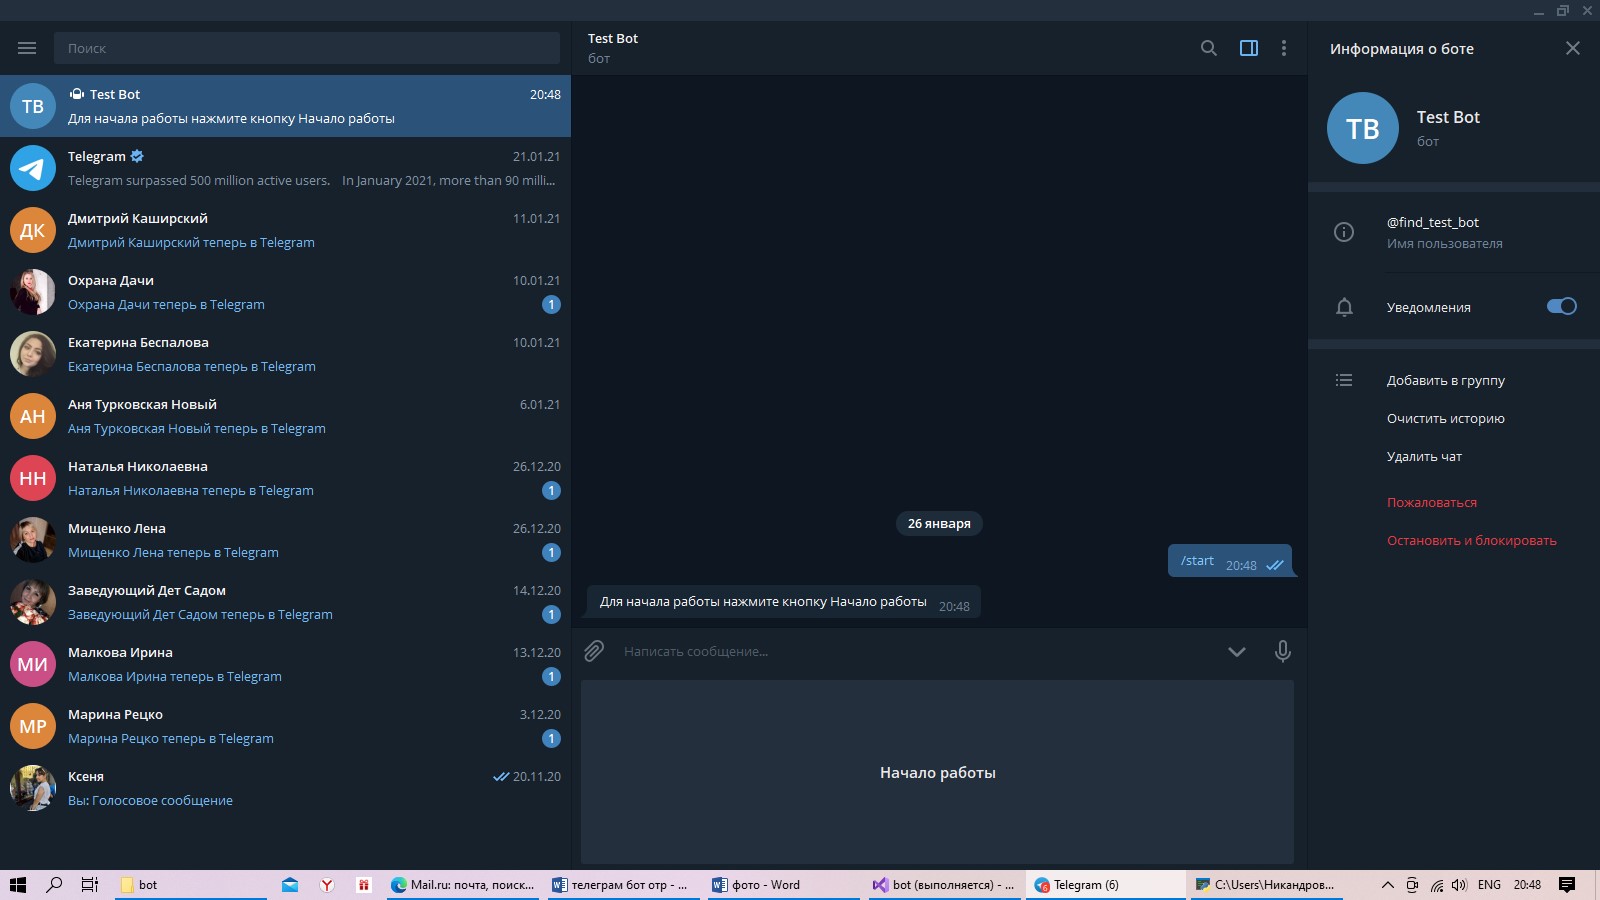 Поиск
TB
Test Bot
20:48
Для начала работы нажмите кнопку Начало работы
Telegram
21.01.21
Telegram surpassed 500 million active users. In January 2021, more than 90 milli...
ДК
Дмитрий Каширский
11.01.21
Дмитрий Каширский теперь в Telegram
Охрана Дачи
10.01.21
Охрана Дачи теперь в Telegram
1
Екатерина Беспалова
10.01.21
Екатерина Беспалова теперь в Telegram
АН
Аня Турковская Новый
6.01.21
Аня Турковская Новый теперь в Telegram
НН
Наталья Николаевна
26.12.20
Наталья Николаевна теперь в Telegram
1
Мищенко Лена
26.12.20
Мищенко Лена теперь в Telegram
1
Заведующий Дет Садом
14.12.20
Заведующий Дет Садом теперь в Telegram
1
МИ
Малкова Ирина
13.12.20
Малкова Ирина теперь в Telegram
1
МР
Марина Рецко
3.12.20
Марина Рецко теперь в Telegram
1
Ксеня
20.11.20
Вы: Голосовое сообщение
Test Bot
бот
26 января
/start 20:48
Для начала работы нажмите кнопку Начало работы 20:48
Написать сообщение...
Начало работы
Информация о боте
TB
Test Bot
бот
@find_test_bot
Имя пользователя
Уведомления
Добавить в группу
Очистить историю
Удалить чат
Пожаловаться
Остановить и блокировать
bot
Mail.ru: почта, поиск...
телеграм бот отр - ...
фото - Word
bot (выполняется) - ...
6
Telegram (6)
C:\Users\Никандров...
ENG
20:48